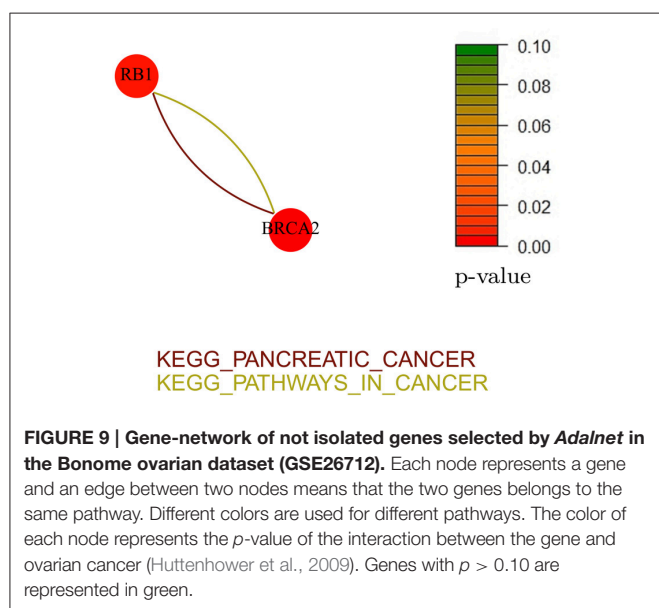 RB1
BRCA2
0.10
0.08
0.06
0.04
0.02
0.00
p-value
KEGG_PANCREATIC_CANCER
KEGG_PATHWAYS_IN_CANCER
FIGURE 9 | Gene-network of not isolated genes selected by Adalnet in
the Bonome ovarian dataset (GSE26712). Each node represents a gene
and an edge between two nodes means that the two genes belongs to the
same pathway. Different colors are used for different pathways. The color of
each node represents the p-value of the interaction between the gene and
ovarian cancer (Huttenhower et al., 2009). Genes with p > 0.10 are
represented in green.